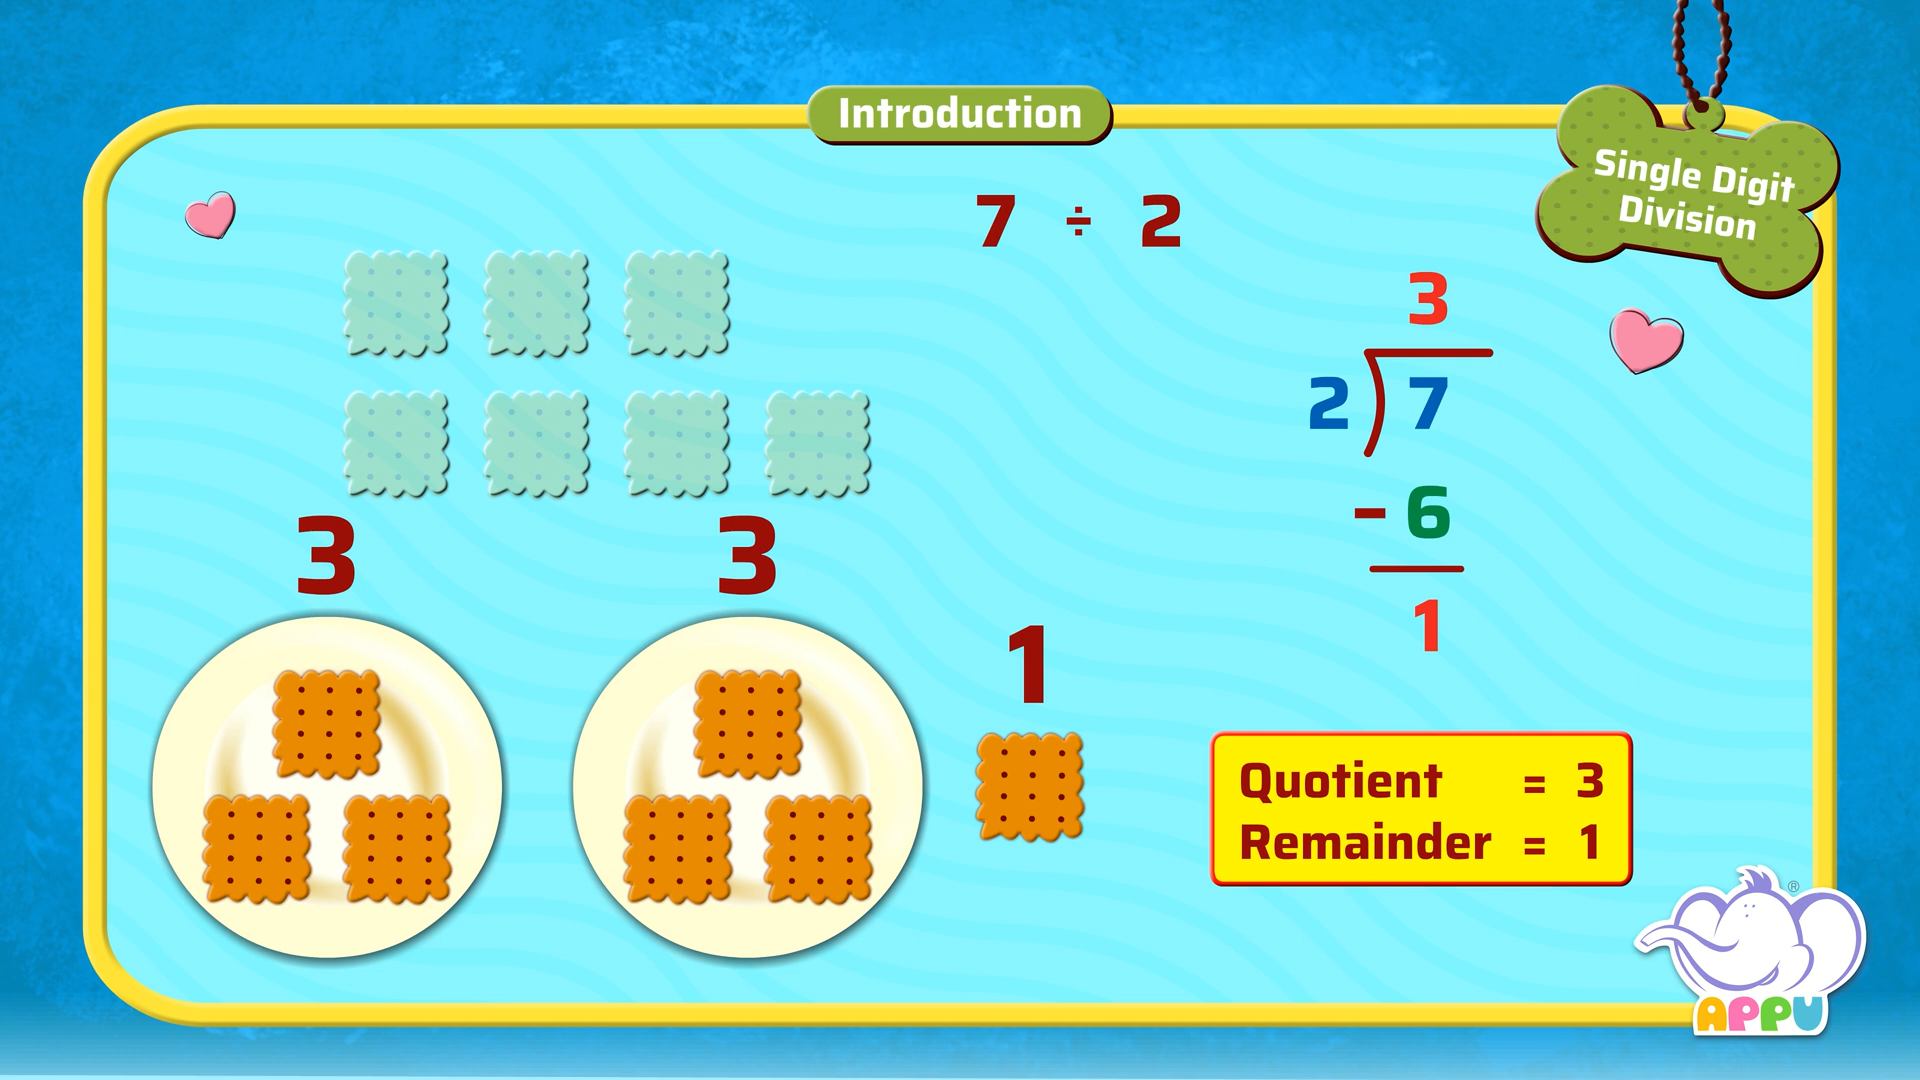 Introduction
Single Digit
Division
7 ÷ 2
3
2 ) 7
- 6
1
3 3
1
Quotient = 3
Remainder = 1
®
APPU